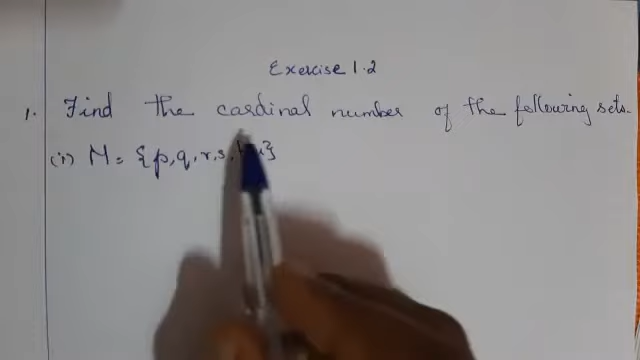 Exercise 1.2
1. Find the cardinal number of the following sets.
(i) M = {p, q, r, s, t, u}